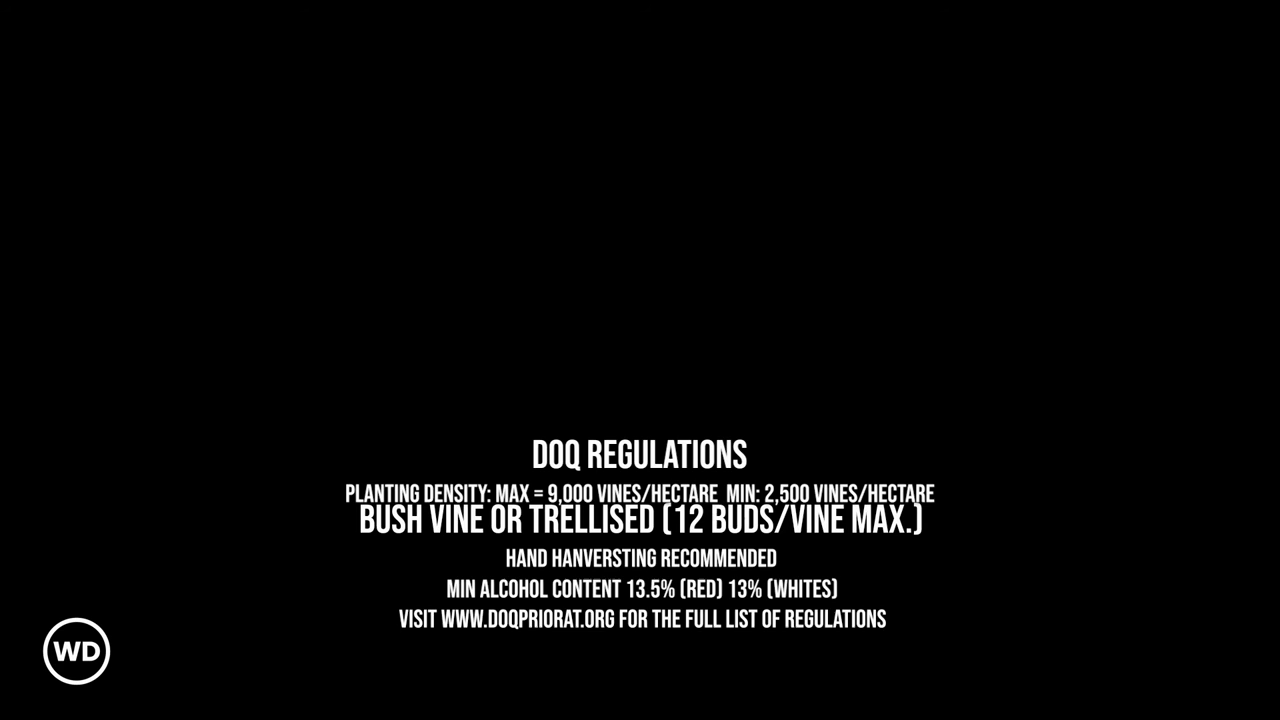 DOQ REGULATIONS
PLANTING DENSITY: MAX = 9,000 VINES/HECTARE MIN: 2,500 VINES/HECTARE
BUSH VINE OR TRELLISED (12 BUDS/VINE MAX.)
HAND HANVERSTING RECOMMENDED
MIN ALCOHOL CONTENT 13.5% (RED) 13% (WHITES)
VISIT WWW.DOQPRIORAT.ORG FOR THE FULL LIST OF REGULATIONS
WD